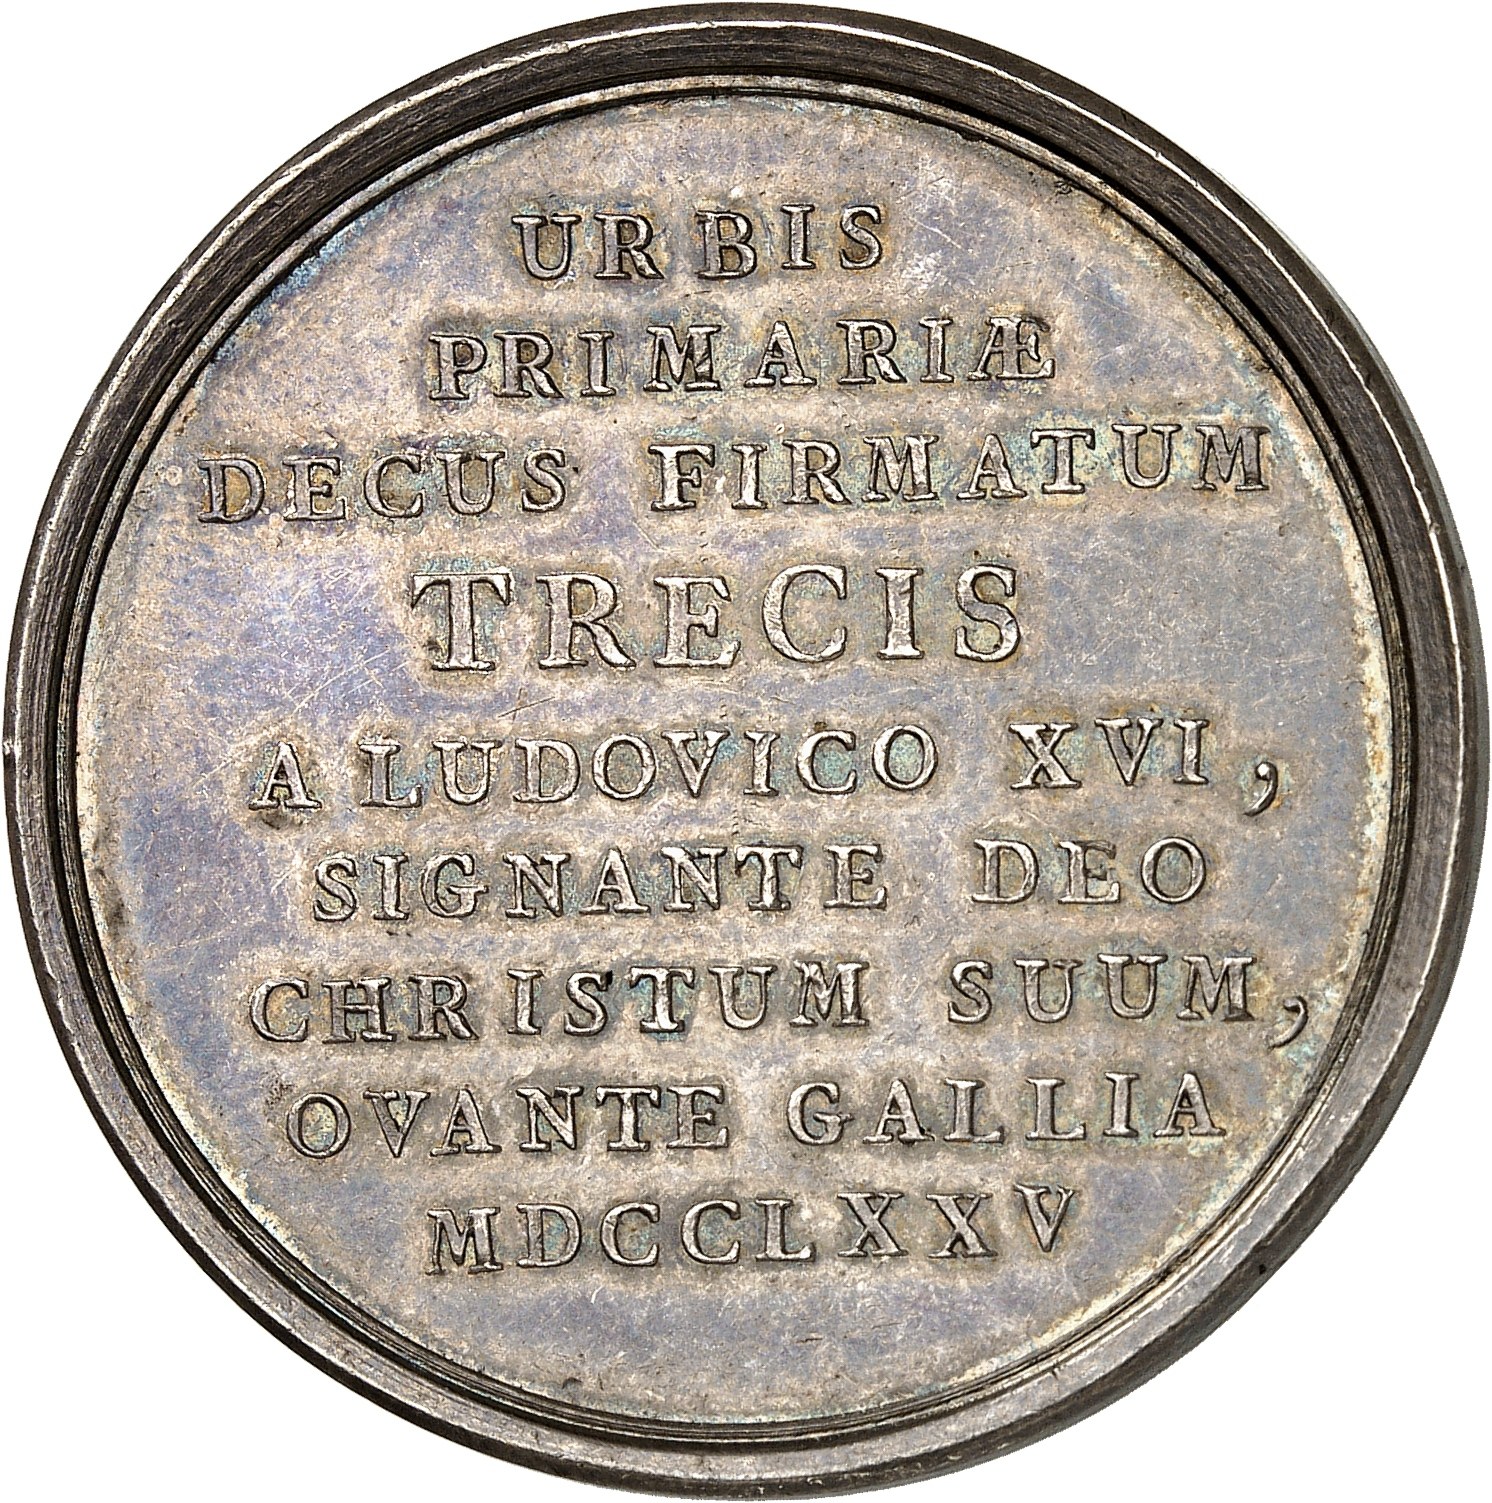 URBIS
PRIMARIÆ
DECUS FIRMATUM
TRECIS
A LUDOVICO XVI,
SIGNANTE DEO
CHRISTUM SUUM,
OVANTE GALLIA
MDCCLXXV